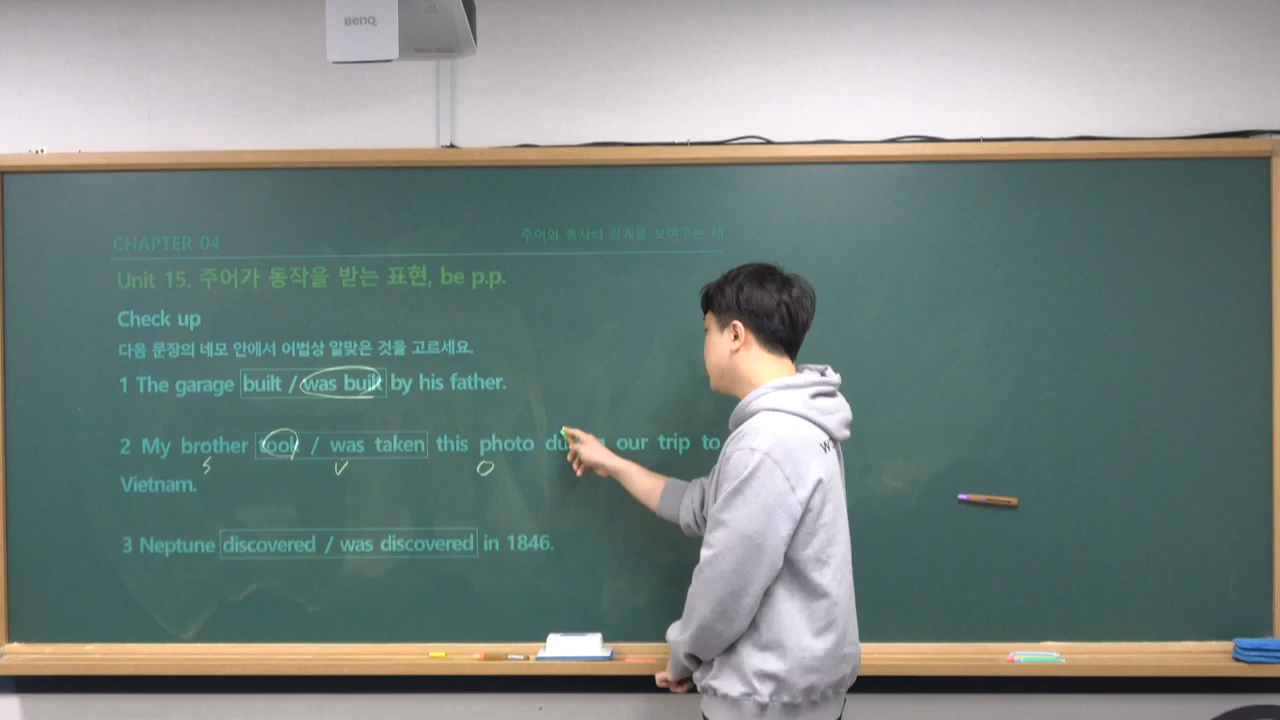 BenQ
CHAPTER 04
주어와 동사의 관계를 보여주는 태
Unit 15. 주어가 동작을 받는 표현, be p.p.
Check up
다음 문장의 네모 안에서 어법상 알맞은 것을 고르세요.
1 The garage built / was built by his father.
2 My brother took / was taken this photo our trip to
S V O
Vietnam.
3 Neptune discovered / was discovered in 1846.